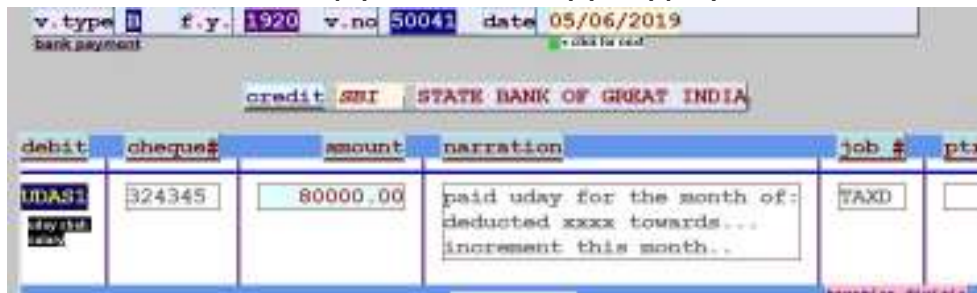 v.type B f.y. 1920 v.no 50041 date 05/06/2019
bank payment
credit SBI STATE BANK OF GREAT INDIA
debit cheque# amount narration job # ptr
UDAS1 324345 80000.00 paid uday for the month of: TAXD
deducted xxxx towards...
increment this month..